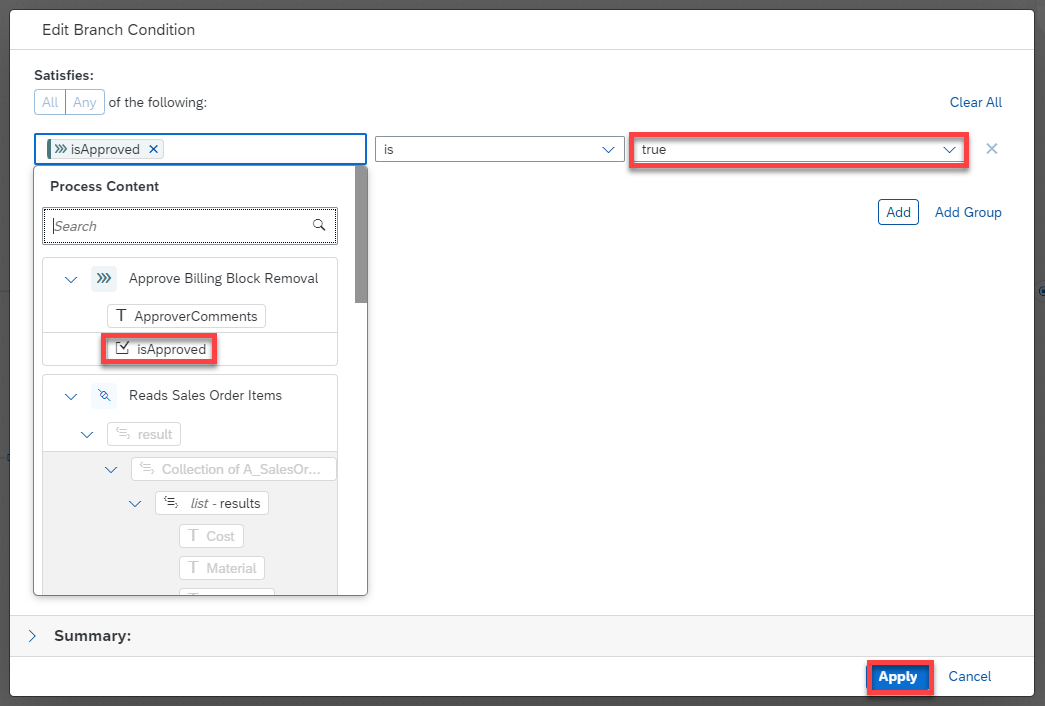 Edit Branch Condition
Satisfies:
All Any of the following:
Clear All
isApproved
is
true
Process Content
Search
Add Add Group
Approve Billing Block Removal
T ApproverComments
isApproved
Reads Sales Order Items
result
Collection of A_SalesOr...
list - results
T Cost
T Material
Summary:
Apply Cancel